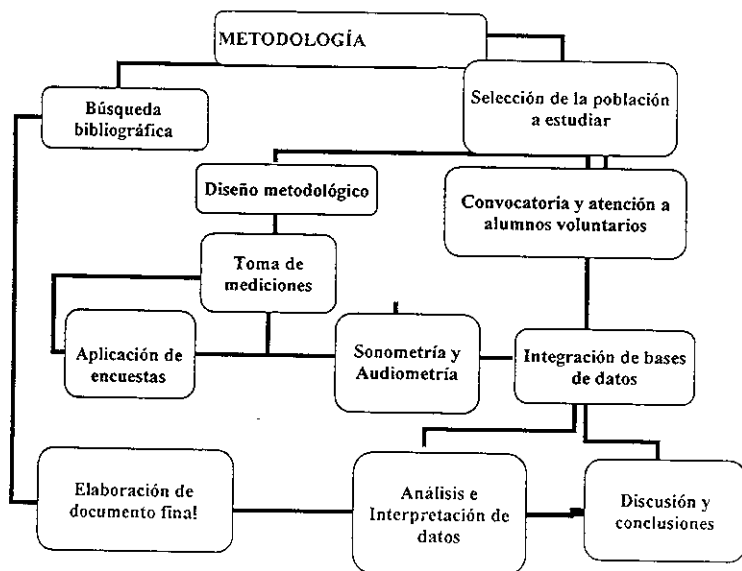 METODOLOGÍA
Búsqueda
bibliográfica
Selección de la población
a estudiar
Diseño metodológico
Convocatoria y atención a
alumnos voluntarios
Toma de
mediciones
Aplicación de
encuestas
Sonometría y
Audiometría
Integración de bases
de datos
Elaboración de
documento final
Análisis e
Interpretación de
datos
Discusión y
conclusiones